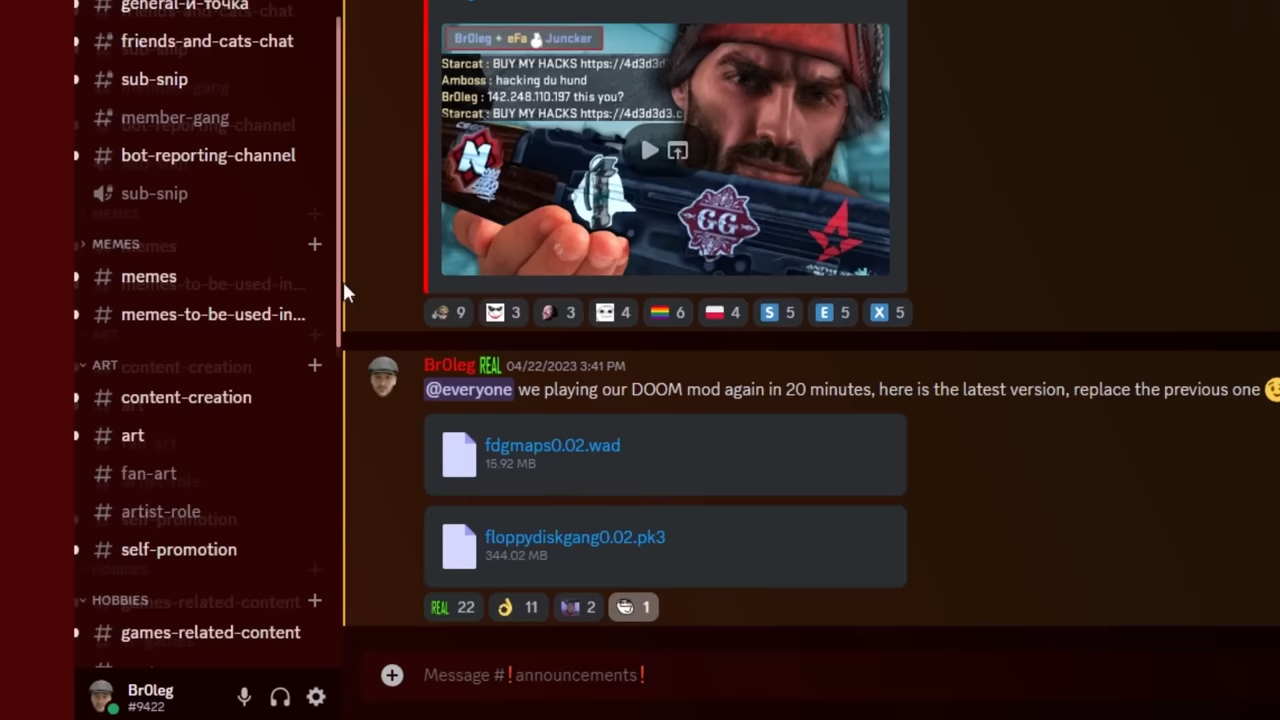 general-и-точка
friends-and-cats-chat
sub-snip
member-gang
bot-reporting-channel
sub-snip
MEMES
memes
memes-to-be-used-in...
ART
content-creation
art
fan-art
artist-role
self-promotion
HOBBIES
games-related-content
Br0leg
#9422
Br0leg + eFa Juncker
Starcat : BUY MY HACKS https://4d3d3d
Amboss : hacking du hund
Br0leg : 142.248.110.197 this you?
Starcat : BUY MY HACKS https://4d3d3d3.c
N
GG
9 3 3 4 6 4 S 5 E 5 X 5
Br0leg REAL 04/22/2023 3:41 PM
@everyone we playing our DOOM mod again in 20 minutes, here is the latest version, replace the previous one
fdgmaps0.02.wad
15.92 MB
floppydiskgang0.02.pk3
344.02 MB
REAL 22 11 2 1
Message #❗announcements❗